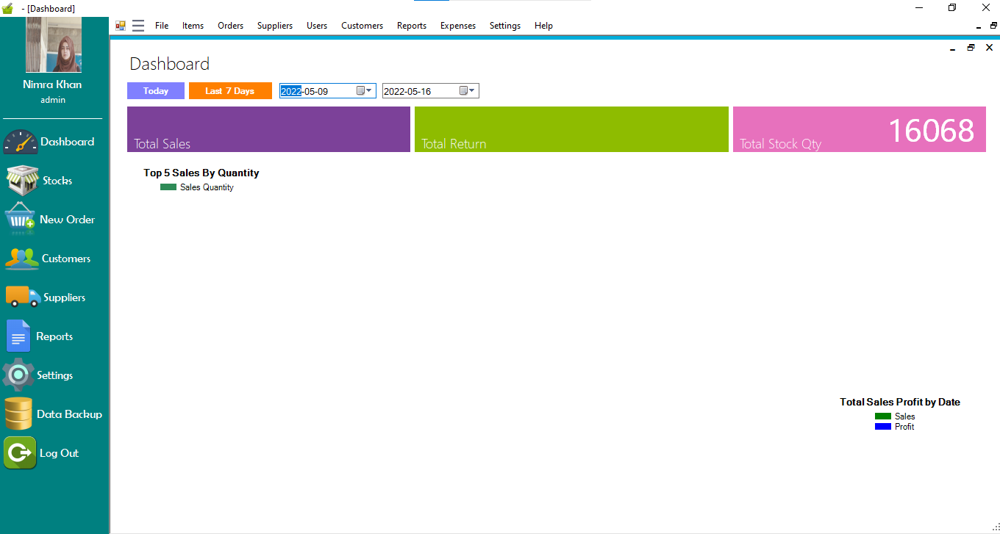 - [Dashboard]
File Items Orders Suppliers Users Customers Reports Expenses Settings Help
Nimra Khan
admin
Dashboard
Stocks
New Order
Customers
Suppliers
Reports
Settings
Data Backup
Log Out
Dashboard
Today Last 7 Days 2022-05-09 2022-05-16
Total Sales Total Return Total Stock Qty 16068
Top 5 Sales By Quantity
Sales Quantity
Total Sales Profit by Date
Sales
Profit